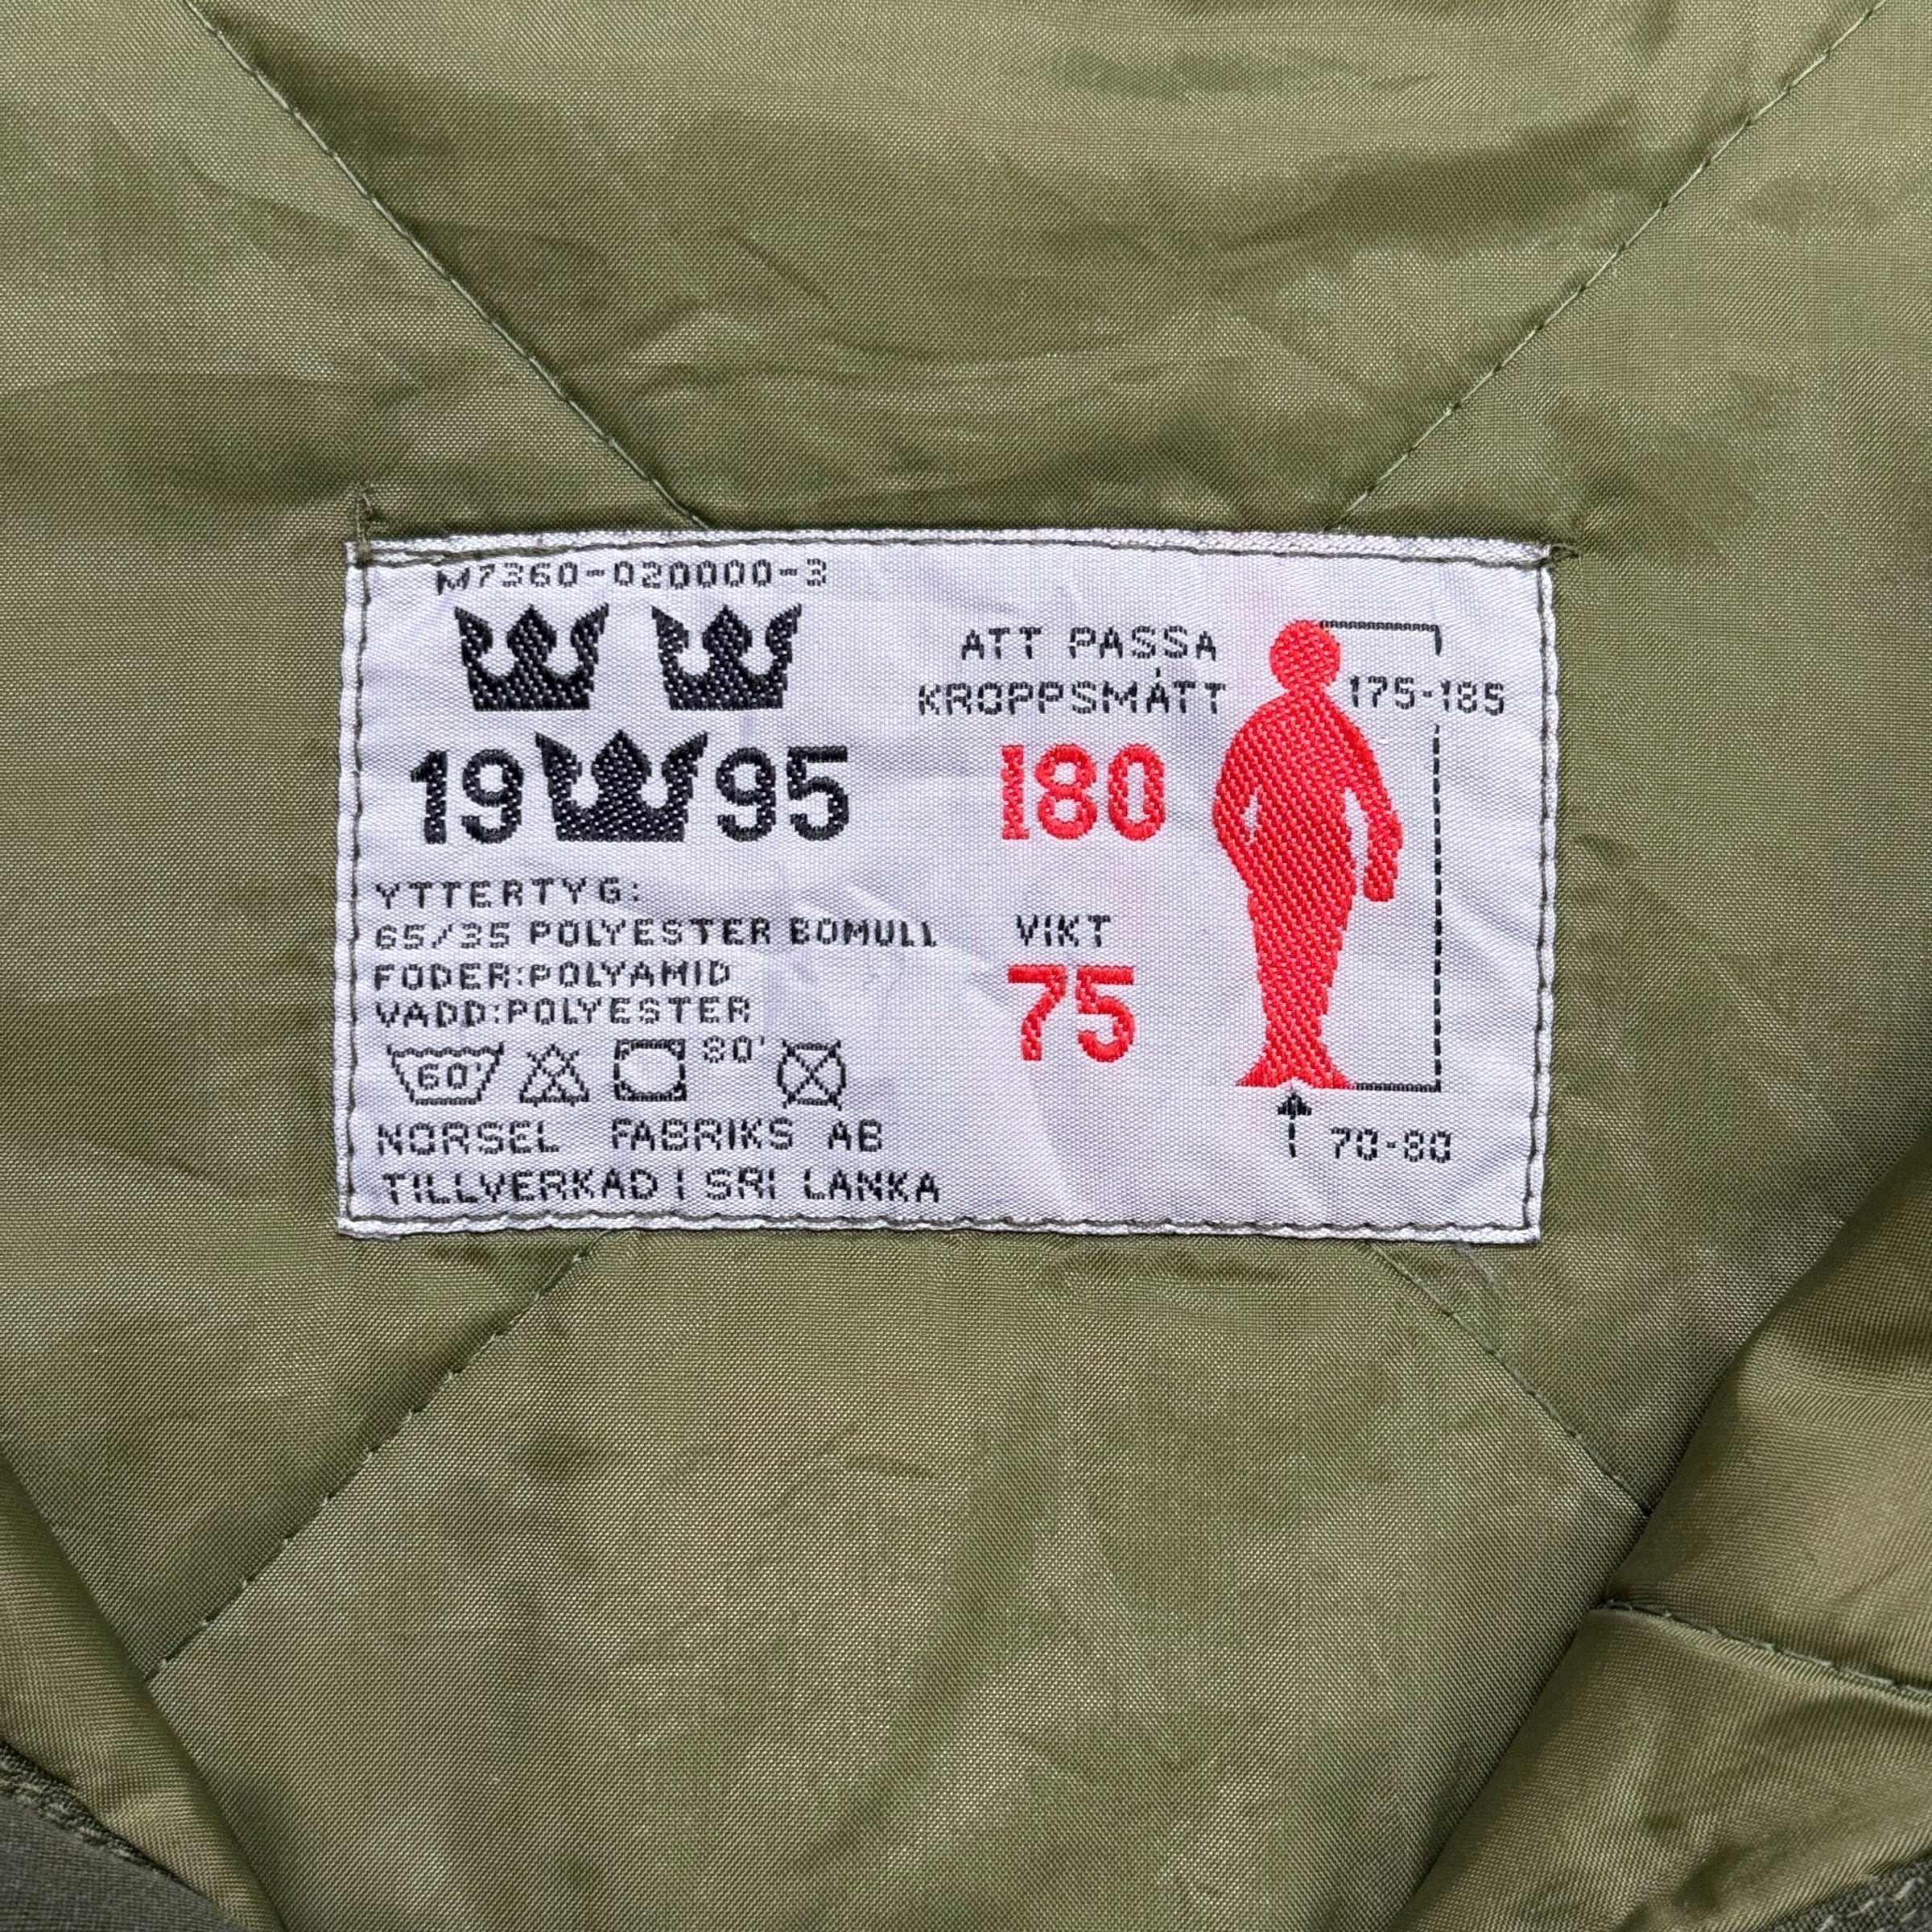 M7360-020000-3
19 95
YTTERTYG:
65/35 POLYESTER BOMULL
FODER:POLYAMID
VADD:POLYESTER
60° 80°
NORSEL FABRIKS AB
TILLVERKAD I SRI LANKA
ATT PASSA
KROPPSMÅTT
175-185
180
VIKT
75
70-80